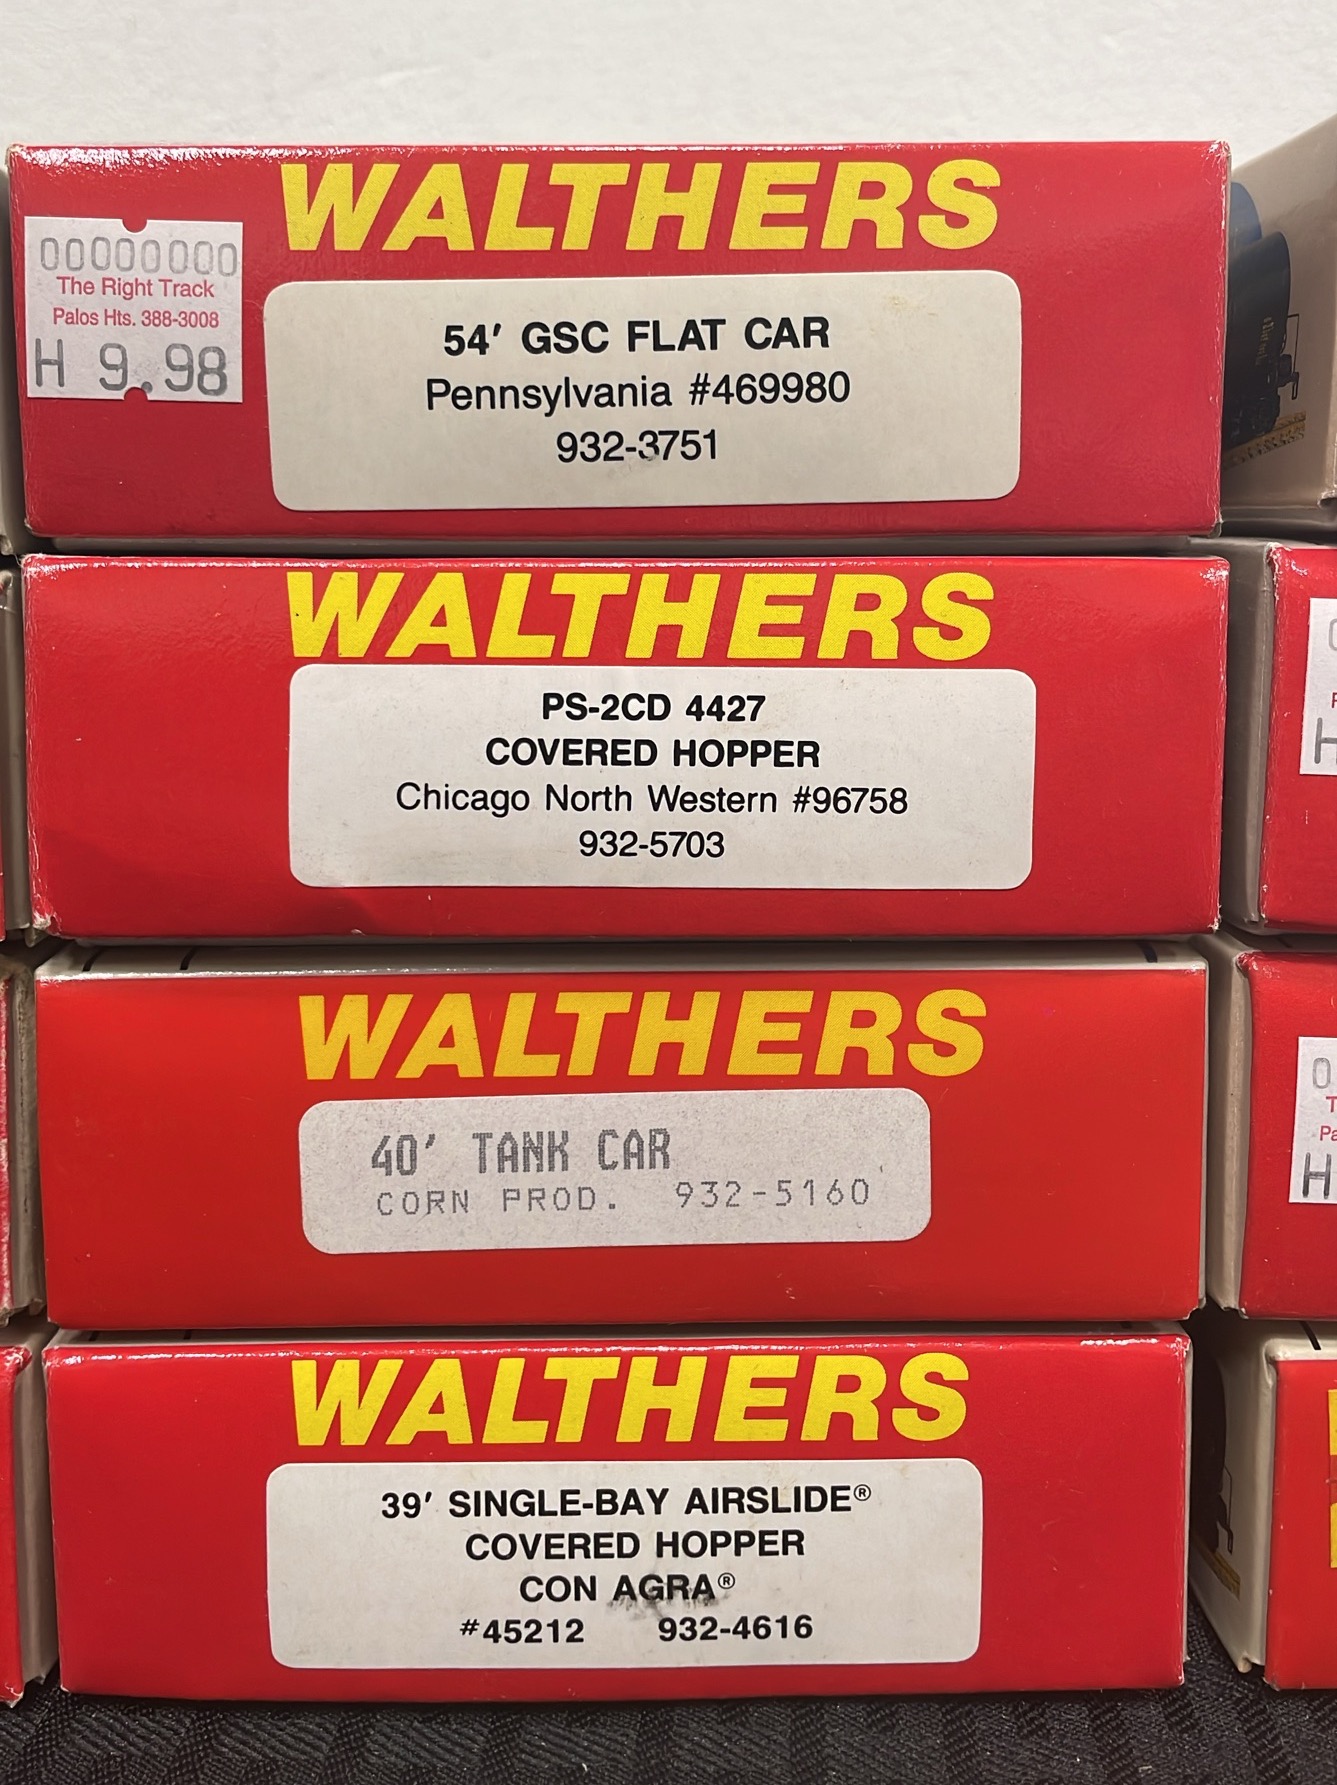 WALTHERS
00000000
The Right Track
Palos Hts. 388-3008
H 9.98
54' GSC FLAT CAR
Pennsylvania #469980
932-3751
WALTHERS
PS-2CD 4427
COVERED HOPPER
Chicago North Western #96758
932-5703
WALTHERS
40' TANK CAR
CORN PROD. 932-5160
WALTHERS
39' SINGLE-BAY AIRSLIDE®
COVERED HOPPER
CON AGRA®
#45212 932-4616